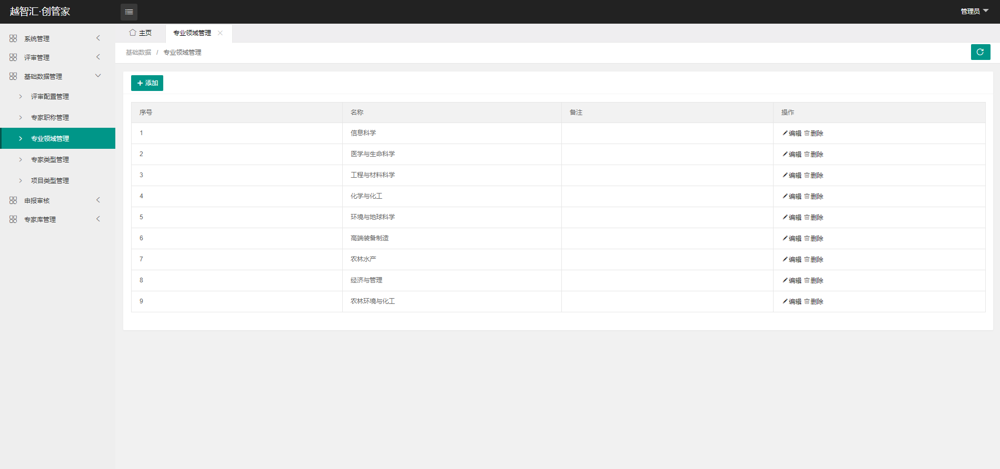 越智汇·创管家
管理员
系统管理
评审管理
基础数据管理
评审配置管理
专家职称管理
专业领域管理
专家类型管理
项目类型管理
申报审核
专家库管理
主页 专业领域管理
基础数据 / 专业领域管理
添加
序号 名称 备注 操作
1 信息科学 编辑 删除
2 医学与生命科学 编辑 删除
3 工程与材料科学 编辑 删除
4 化学与化工 编辑 删除
5 环境与地球科学 编辑 删除
6 高端装备制造 编辑 删除
7 农林水产 编辑 删除
8 经济与管理 编辑 删除
9 农林环境与化工 编辑 删除